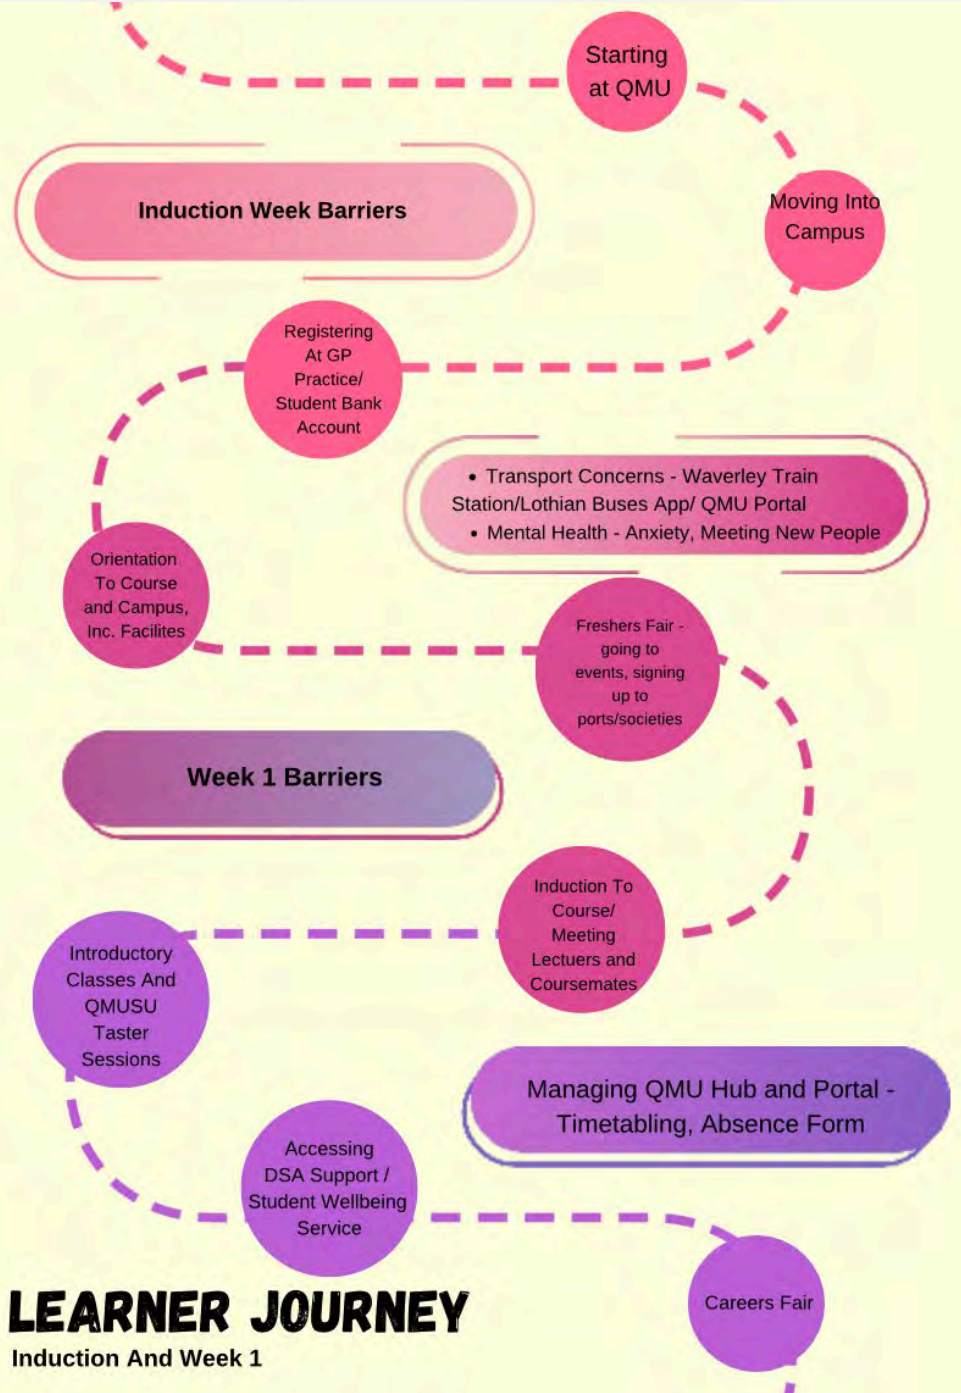 Starting
at QMU
Moving Into
Campus
Induction Week Barriers
Registering
At GP
Practice/
Student Bank
Account
• Transport Concerns - Waverley Train
Station/Lothian Buses App/ QMU Portal
• Mental Health - Anxiety, Meeting New People
Orientation
To Course
and Campus,
Inc. Facilites
Freshers Fair -
going to
events, signing
up to
ports/societies
Week 1 Barriers
Induction To
Course/
Meeting
Lectuers and
Coursemates
Introductory
Classes And
QMUSU
Taster
Sessions
Managing QMU Hub and Portal -
Timetabling, Absence Form
Accessing
DSA Support /
Student Wellbeing
Service
Careers Fair
LEARNER JOURNEY
Induction And Week 1